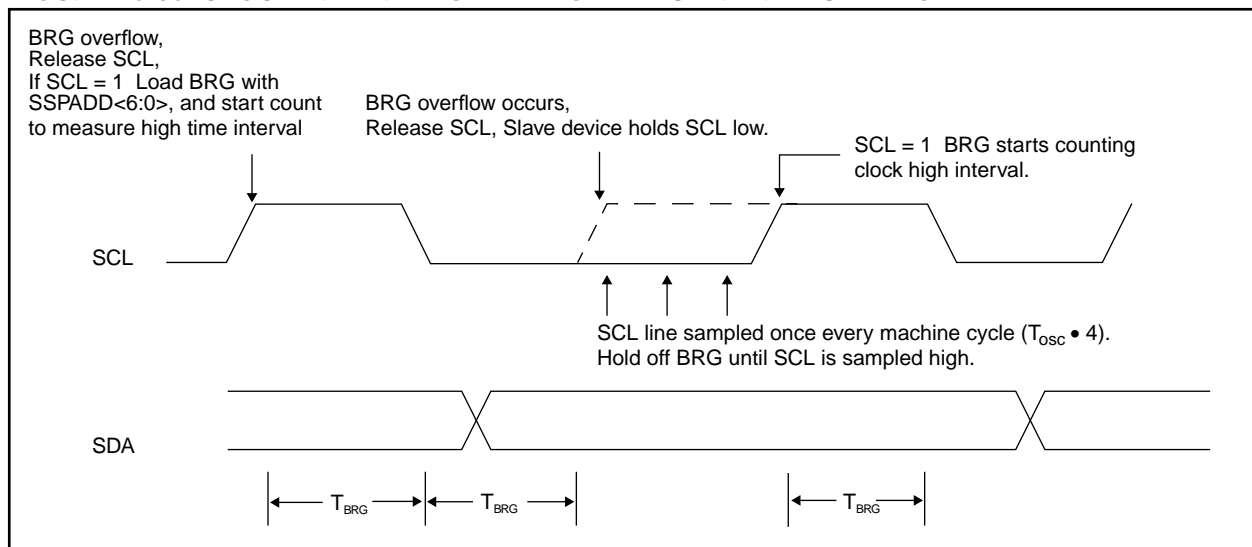 BRG overflow,
Release SCL,
If SCL = 1 Load BRG with
SSPADD<6:0>, and start count
to measure high time interval
BRG overflow occurs,
Release SCL, Slave device holds SCL low.
SCL = 1 BRG starts counting
clock high interval.
SCL
SCL line sampled once every machine cycle (Tosc • 4).
Hold off BRG until SCL is sampled high.
SDA
TBRG
TBRG
TBRG